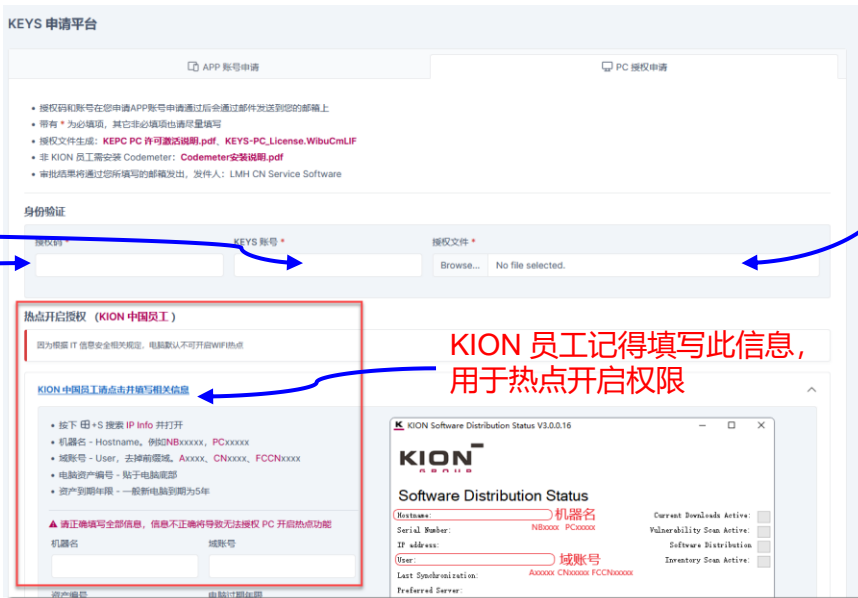 KEYS 申请平台
APP 账号申请
PC 授权申请
• 授权码和账号在您申请APP账号申请通过后会通过邮件发送到您的邮箱上
• 带有 * 为必填项，其它非必填项也请尽量填写
• 授权文件生成：KEPC PC 许可激活说明.pdf、KEYS-PC_License.WibuCmLIF
• 非 KION 员工需安装 Codemeter：Codemeter安装说明.pdf
• 审批结果将通过您所填写的邮箱发出，发件人：LMH CN Service Software
身份验证
授权码 *
KEYS 账号 *
授权文件 *
Browse... No file selected.
热点开启授权 （KION 中国员工 ）
因为根据 IT 信息安全相关规定，电脑默认不可开启WIFI热点
KION 员工记得填写此信息，
用于热点开启权限
KION 中国员工请点击并填写相关信息
• 按下 +S 搜索 IP Info 并打开
• 机器名 - Hostname。例如NBxxxxx，PCxxxxx
• 域账号 - User，去掉前缀域。Axxxx、CNxxxx、FCCNxxxx
• 电脑资产编号 - 贴于电脑底部
• 资产到期年限 - 一般新电脑到期为5年
请正确填写全部信息，信息不正确将导致无法授权 PC 开启热点功能
机器名
域账号
资产编号
电脑过期年限
K KION Software Distribution Status V3.0.0.16
KION
GROUP
Software Distribution Status
Hostname: 机器名
NBxxxx PCxxxxx
Serial Number:
IP address:
User: 域账号
Axxxxx CNxxxxx FCCNxxxxx
Last Synchronization:
Preferred Server:
Current Downloads Active:
Vulnerability Scan Active:
Software Distribution
Inventory Scan Active: